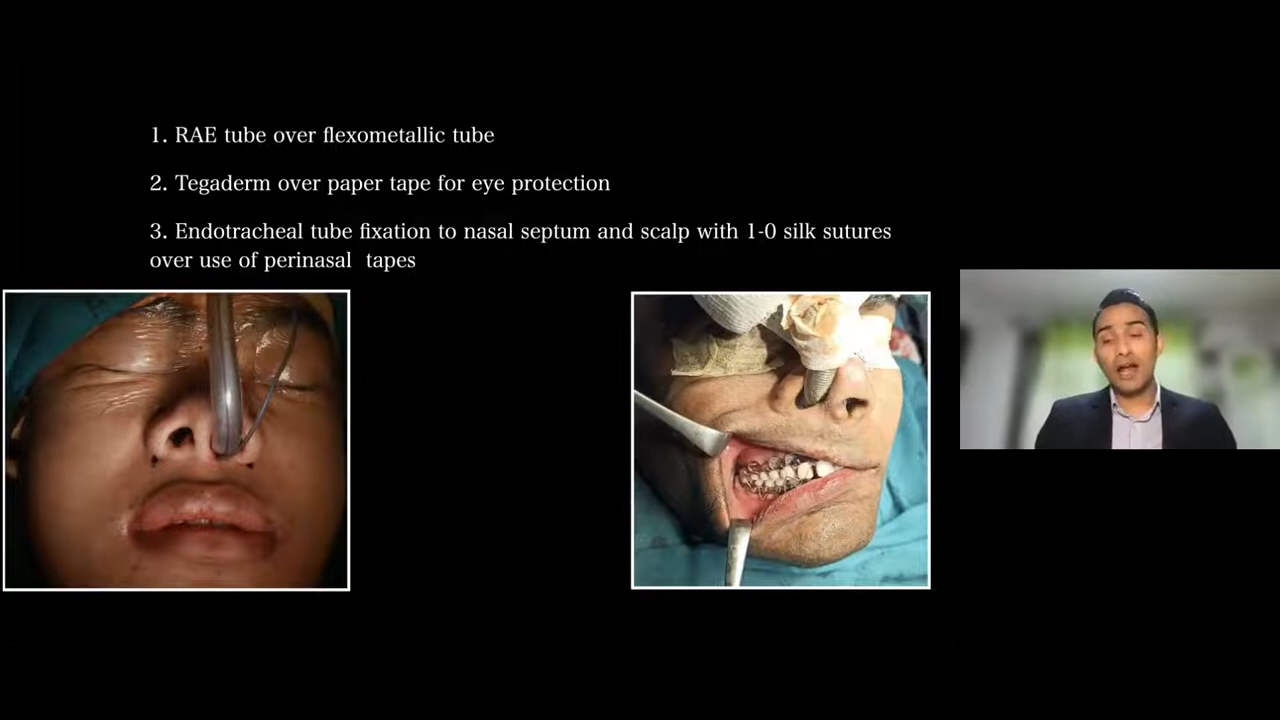 1. RAE tube over flexometallic tube
2. Tegaderm over paper tape for eye protection
3. Endotracheal tube fixation to nasal septum and scalp with 1-0 silk sutures
over use of perinasal tapes